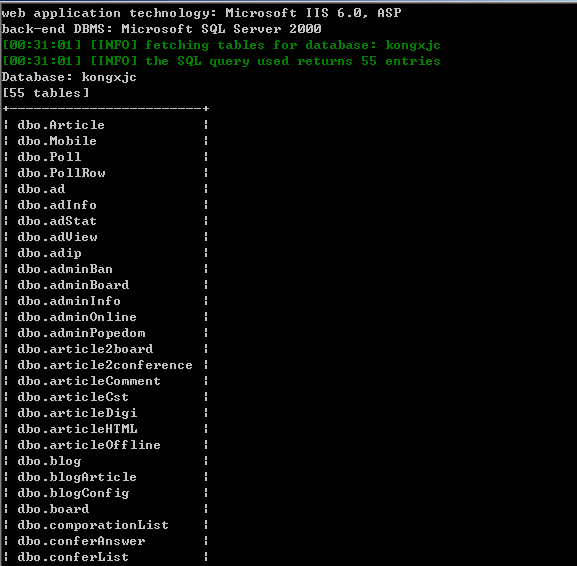 web application technology: Microsoft IIS 6.0, ASP
back-end DBMS: Microsoft SQL Server 2000
[00:31:01] [INFO] fetching tables for database: kongxjc
[00:31:01] [INFO] the SQL query used returns 55 entries
Database: kongxjc
[55 tables]
+-------------------------+
¦ dbo.Article             ¦
¦ dbo.Mobile              ¦
¦ dbo.Poll                ¦
¦ dbo.PollRow             ¦
¦ dbo.ad                  ¦
¦ dbo.adInfo              ¦
¦ dbo.adStat              ¦
¦ dbo.adView              ¦
¦ dbo.adip                ¦
¦ dbo.adminBan            ¦
¦ dbo.adminBoard          ¦
¦ dbo.adminInfo           ¦
¦ dbo.adminOnline         ¦
¦ dbo.adminPopedom        ¦
¦ dbo.article2board       ¦
¦ dbo.article2conference  ¦
¦ dbo.articleComment      ¦
¦ dbo.articleCst          ¦
¦ dbo.articleDigi         ¦
¦ dbo.articleHTML         ¦
¦ dbo.articleOffline      ¦
¦ dbo.blog                ¦
¦ dbo.blogArticle         ¦
¦ dbo.blogConfig          ¦
¦ dbo.board               ¦
¦ dbo.comporationList     ¦
¦ dbo.conferAnswer        ¦
¦ dbo.conferList          ¦